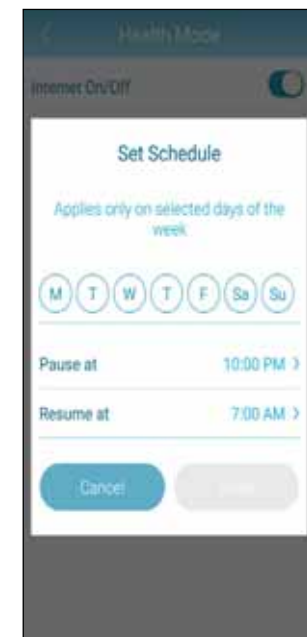 Health Mode
Internet On/Off
Set Schedule
Applies only on selected days of the
week
M T W T F Sa Su
Pause at 10:00 PM >
Resume at 7:00 AM >
Cancel